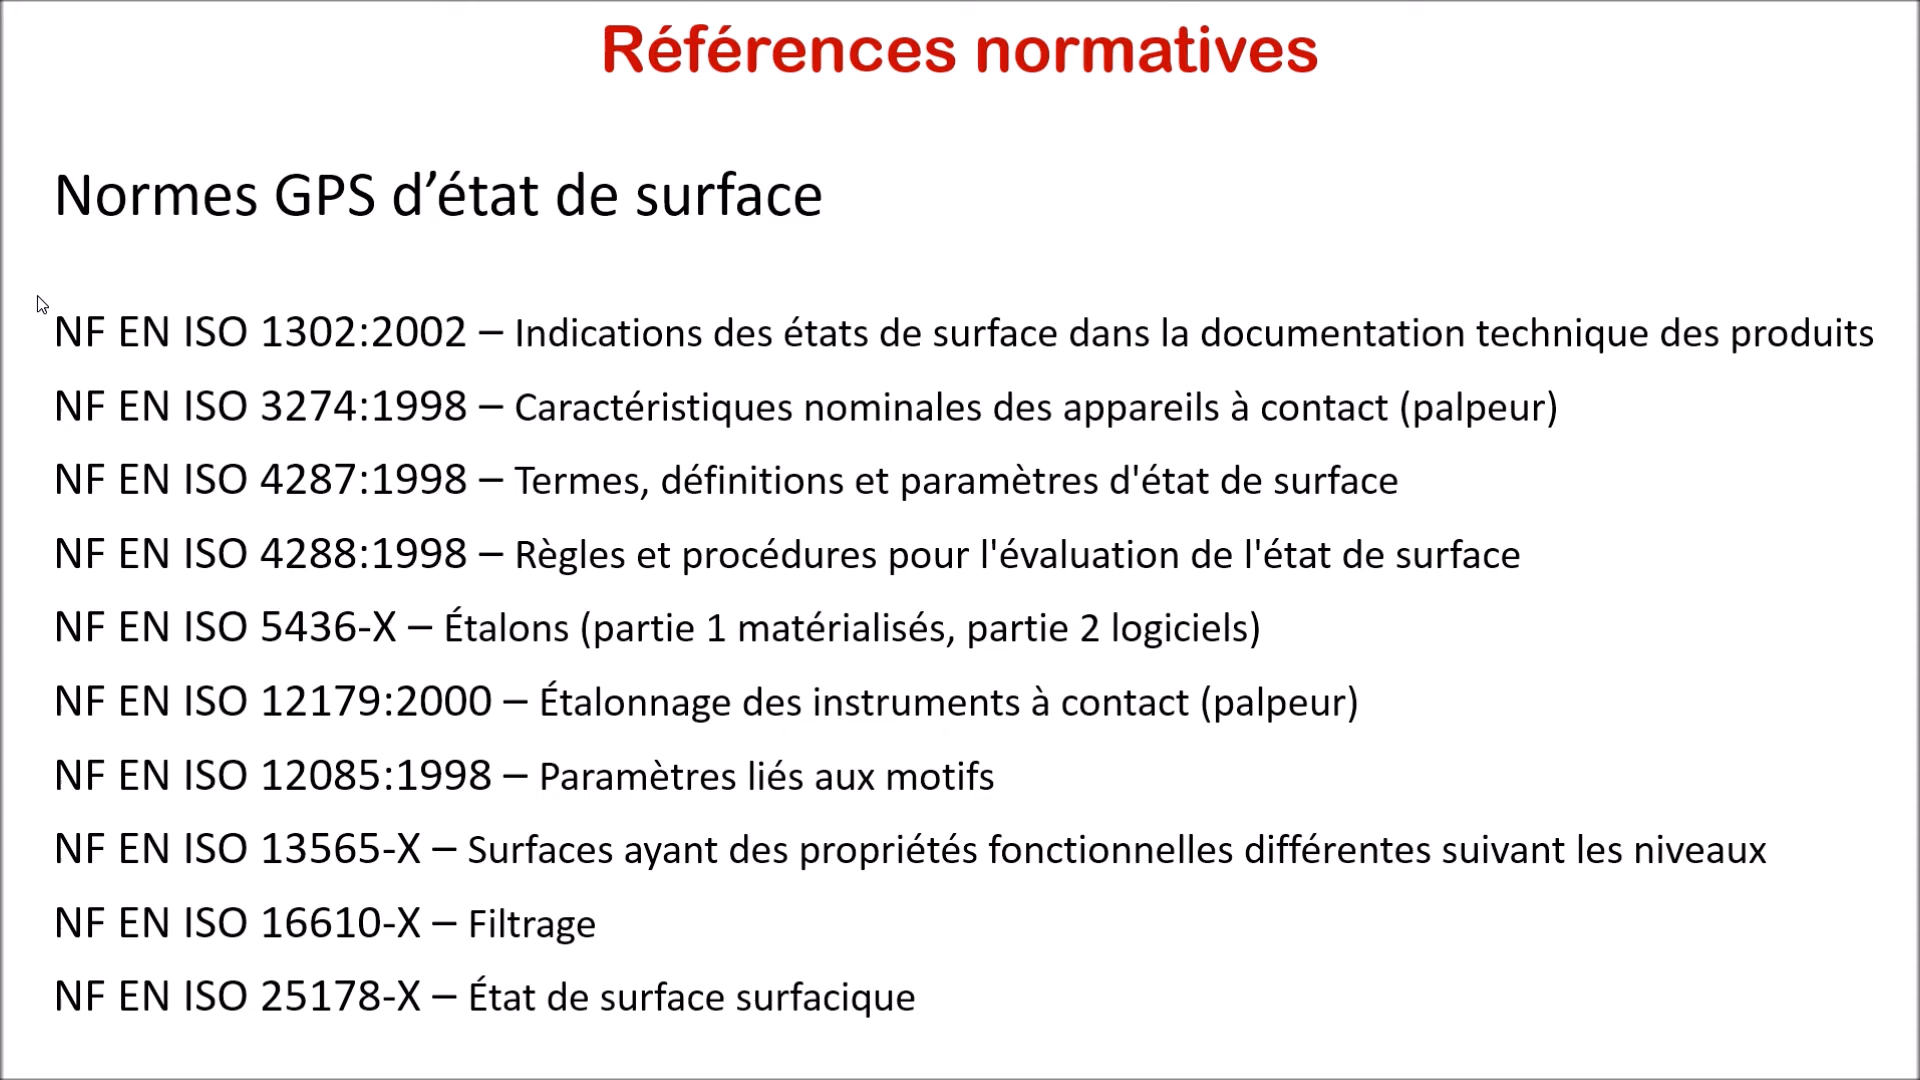 Références normatives
Normes GPS d’état de surface
NF EN ISO 1302:2002 – Indications des états de surface dans la documentation technique des produits
NF EN ISO 3274:1998 – Caractéristiques nominales des appareils à contact (palpeur)
NF EN ISO 4287:1998 – Termes, définitions et paramètres d'état de surface
NF EN ISO 4288:1998 – Règles et procédures pour l'évaluation de l'état de surface
NF EN ISO 5436-X – Étalons (partie 1 matérialisés, partie 2 logiciels)
NF EN ISO 12179:2000 – Étalonnage des instruments à contact (palpeur)
NF EN ISO 12085:1998 – Paramètres liés aux motifs
NF EN ISO 13565-X – Surfaces ayant des propriétés fonctionnelles différentes suivant les niveaux
NF EN ISO 16610-X – Filtrage
NF EN ISO 25178-X – État de surface surfacique